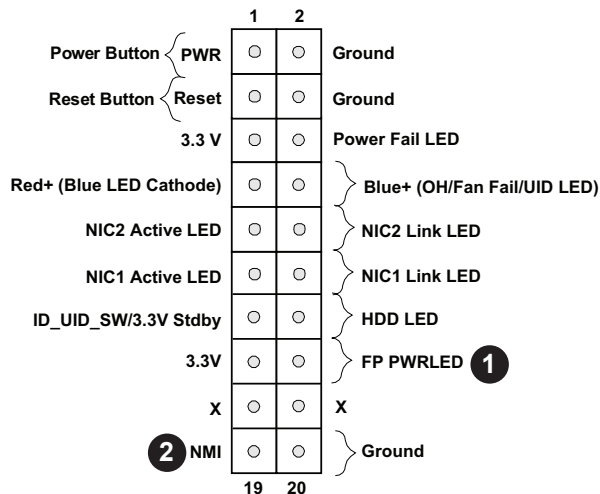 1 2
Power Button PWR Ground
Reset Button Reset Ground
3.3 V Power Fail LED
Red+ (Blue LED Cathode) Blue+ (OH/Fan Fail/UID LED)
NIC2 Active LED NIC2 Link LED
NIC1 Active LED NIC1 Link LED
ID_UID_SW/3.3V Stdby HDD LED
3.3V FP PWRLED 1
X X
2 NMI Ground
19 20